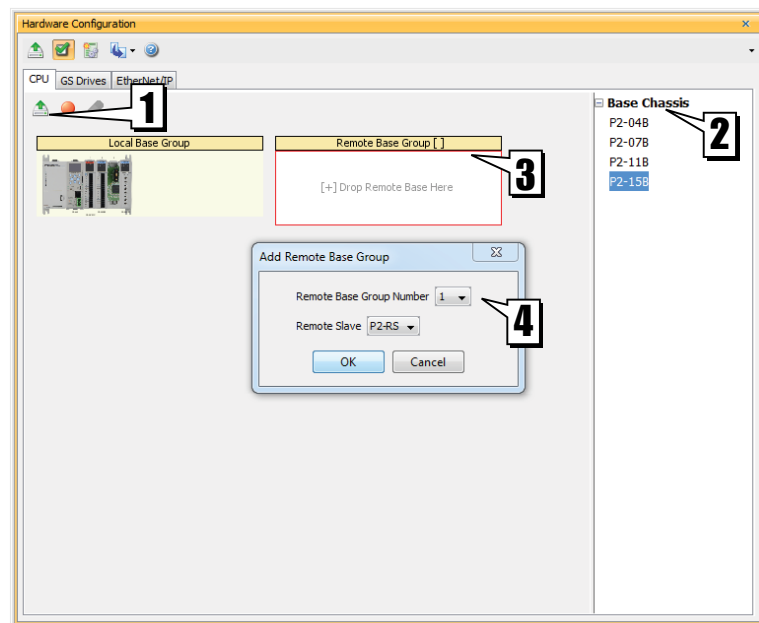 Hardware Configuration
CPU
GS Drives
EtherNet/IP
1
Local Base Group
Remote Base Group [ ]
[+] Drop Remote Base Here
3
Base Chassis
P2-04B
P2-07B
P2-11B
P2-15B
2
Add Remote Base Group
Remote Base Group Number 1
Remote Slave P2-RS
4
OK
Cancel